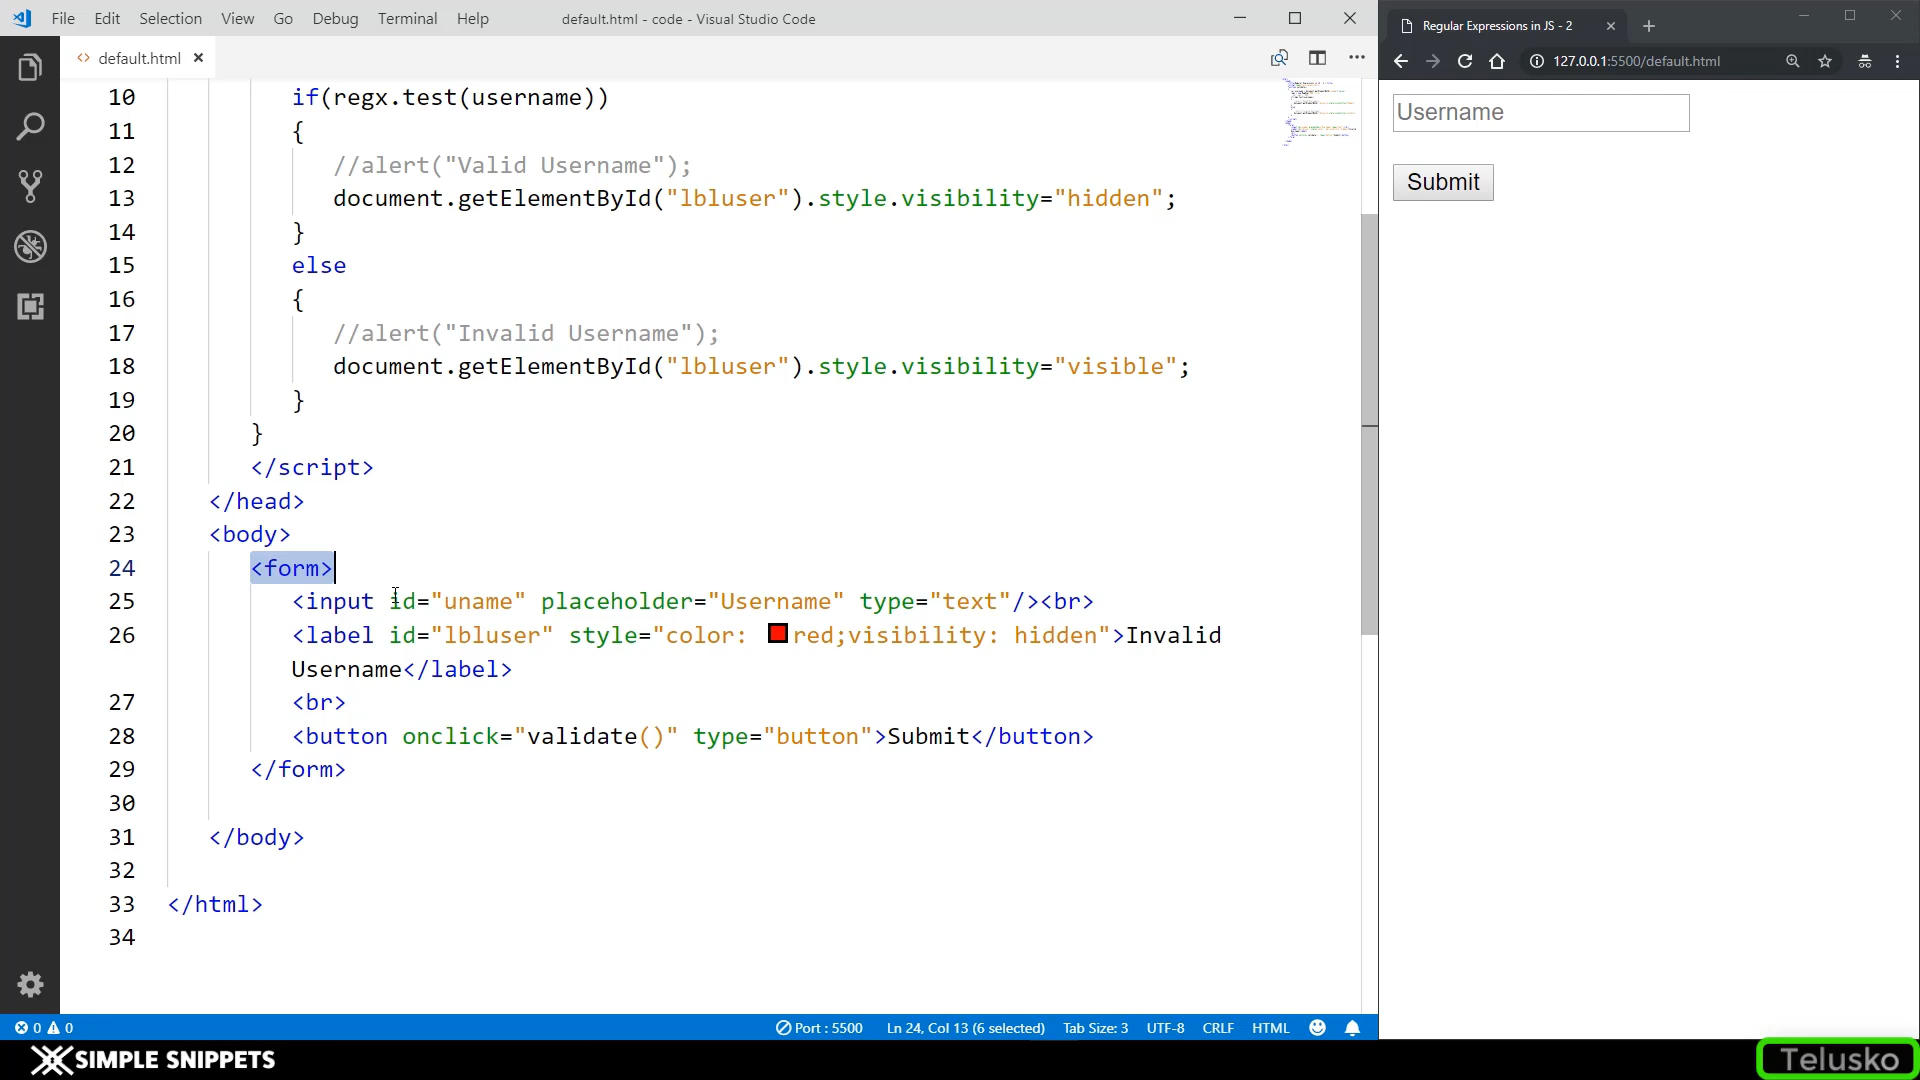 File Edit Selection View Go Debug Terminal Help default.html - code - Visual Studio Code
default.html
10 if(regx.test(username))
11 {
12 //alert("Valid Username");
13 document.getElementById("lbluser").style.visibility="hidden";
14 }
15 else
16 {
17 //alert("Invalid Username");
18 document.getElementById("lbluser").style.visibility="visible";
19 }
20 }
21 </script>
22 </head>
23 <body>
24 <form>
25 <input id="uname" placeholder="Username" type="text"/><br>
26 <label id="lbluser" style="color: red;visibility: hidden">Invalid
Username</label>
27 <br>
28 <button onclick="validate()" type="button">Submit</button>
29 </form>
30
31 </body>
32
33 </html>
34
0 0 Port : 5500 Ln 24, Col 13 (6 selected) Tab Size: 3 UTF-8 CRLF HTML
Regular Expressions in JS - 2
127.0.0.1:5500/default.html
Username
Submit
SIMPLE SNIPPETS
Telusko